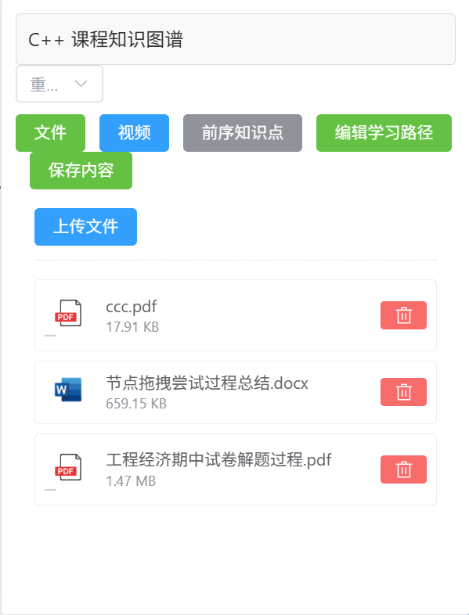 C++ 课程知识图谱
重...
文件 视频 前序知识点 编辑学习路径
保存内容
上传文件
PDF
ccc.pdf
17.91 KB
W
节点拖拽尝试过程总结.docx
659.15 KB
PDF
工程经济期中试卷解题过程.pdf
1.47 MB